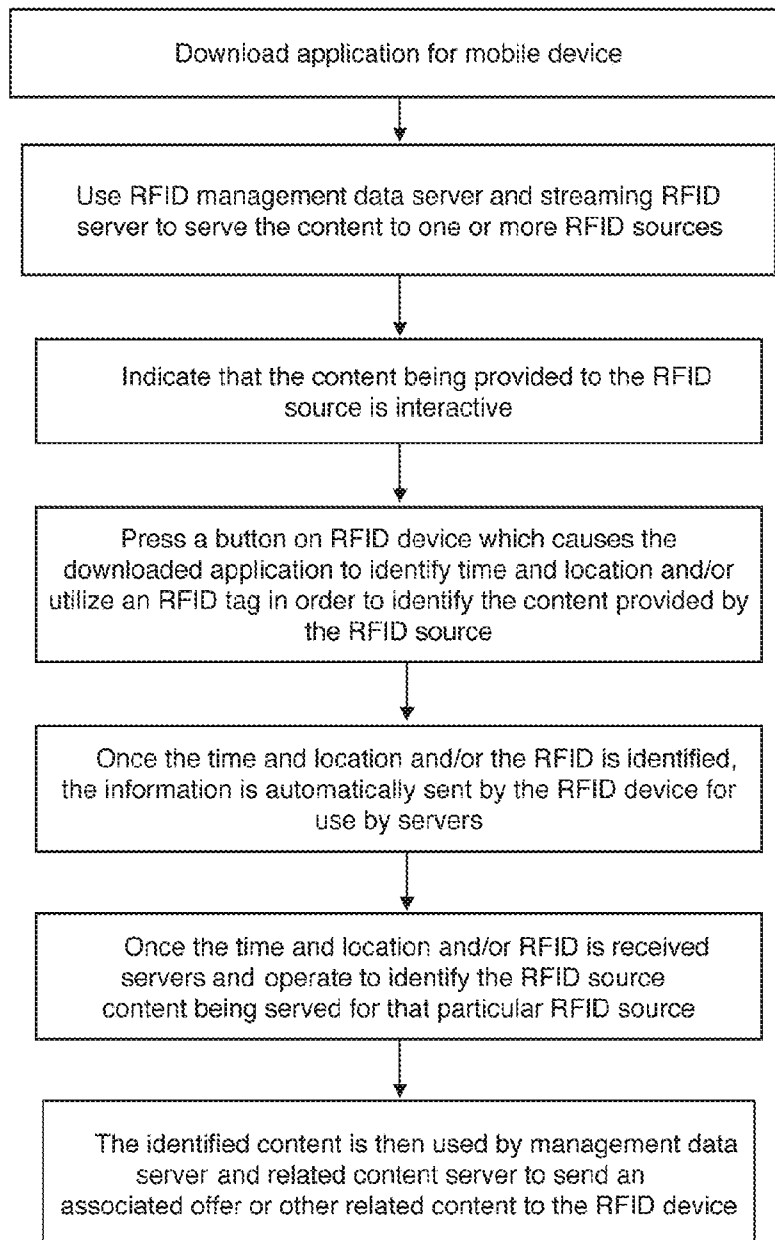 Download application for mobile device
Use RFID management data server and streaming RFID
server to serve the content to one or more RFID sources
Indicate that the content being provided to the RFID
source is interactive
Press a button on RFID device which causes the
downloaded application to identify time and location and/or
utilize an RFID tag in order to identify the content provided by
the RFID source
Once the time and location and/or the RFID is identified,
the information is automatically sent by the RFID device for
use by servers
Once the time and location and/or RFID is received
servers and operate to identify the RFID source
content being served for that particular RFID source
The identified content is then used by management data
server and related content server to send an
associated offer or other related content to the RFID device